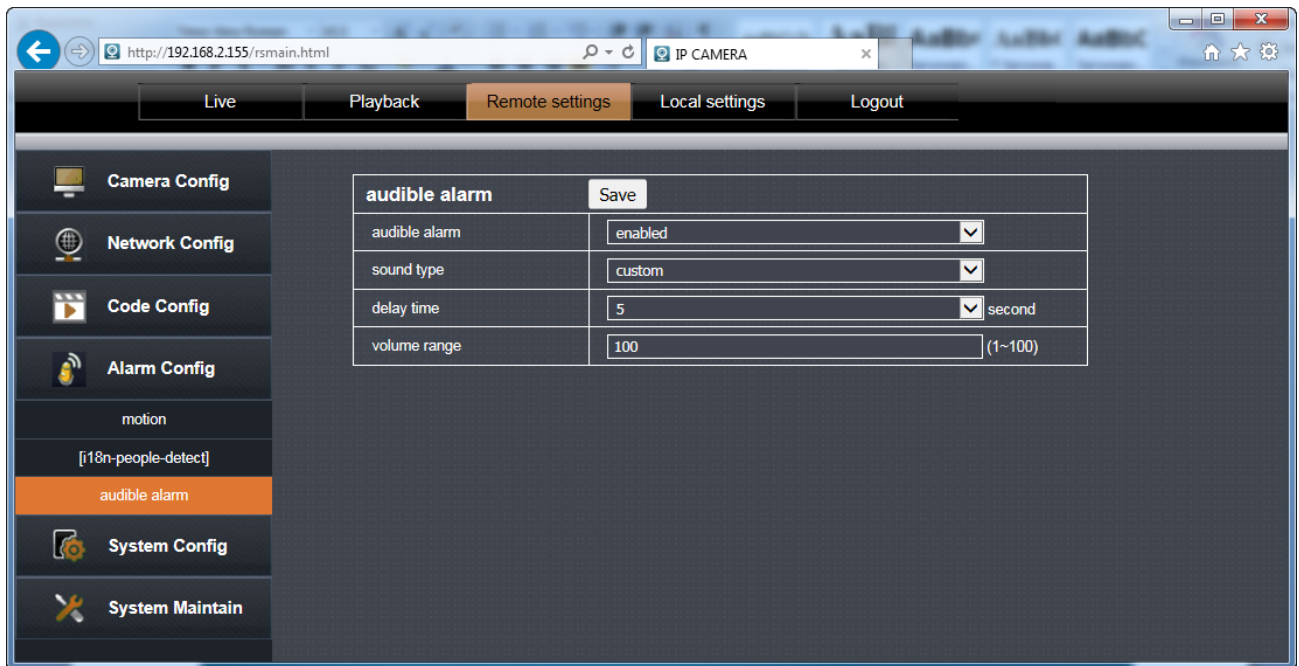 http://192.168.2.155/rsmain.html
IP CAMERA
Live Playback Remote settings Local settings Logout
Camera Config
Network Config
Code Config
Alarm Config
motion
[i18n-people-detect]
audible alarm
System Config
System Maintain
audible alarm Save
audible alarm enabled
sound type custom
delay time 5 second
volume range 100 (1~100)